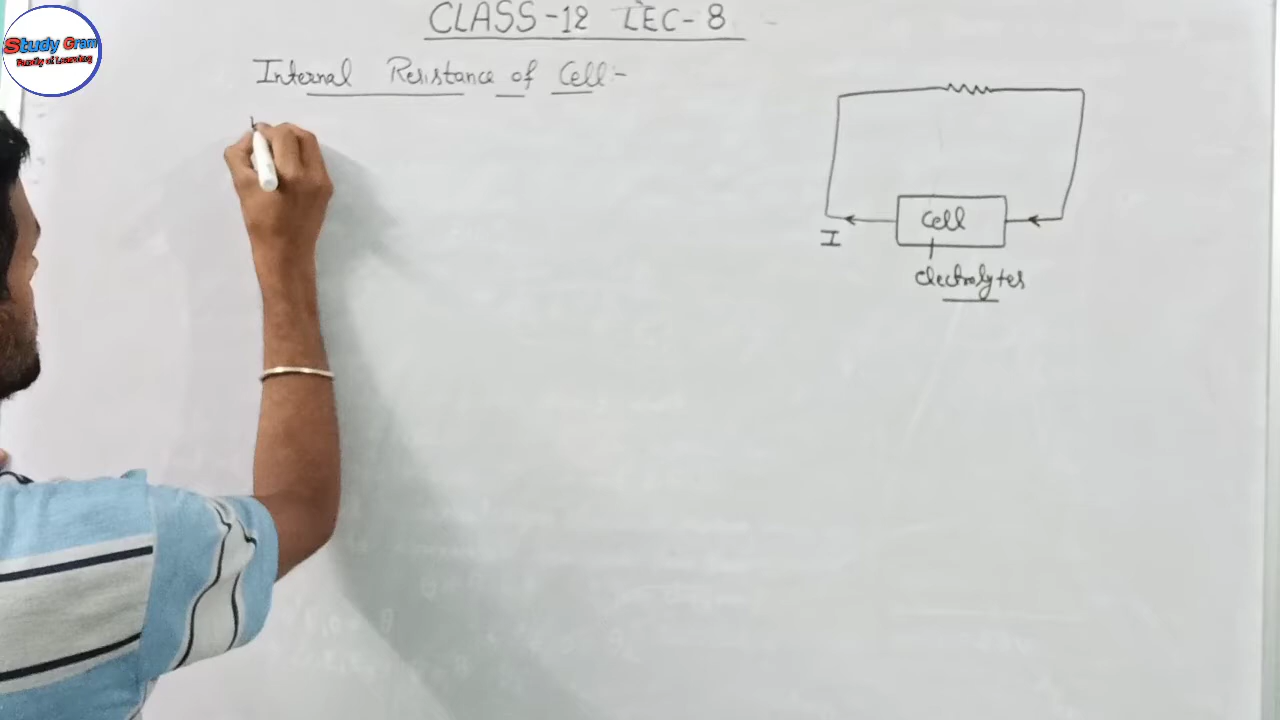 Study Gram
Family of Learning
CLASS-12 LEC-8
Internal Resistance of Cell:-
Cell
I
electrolytes